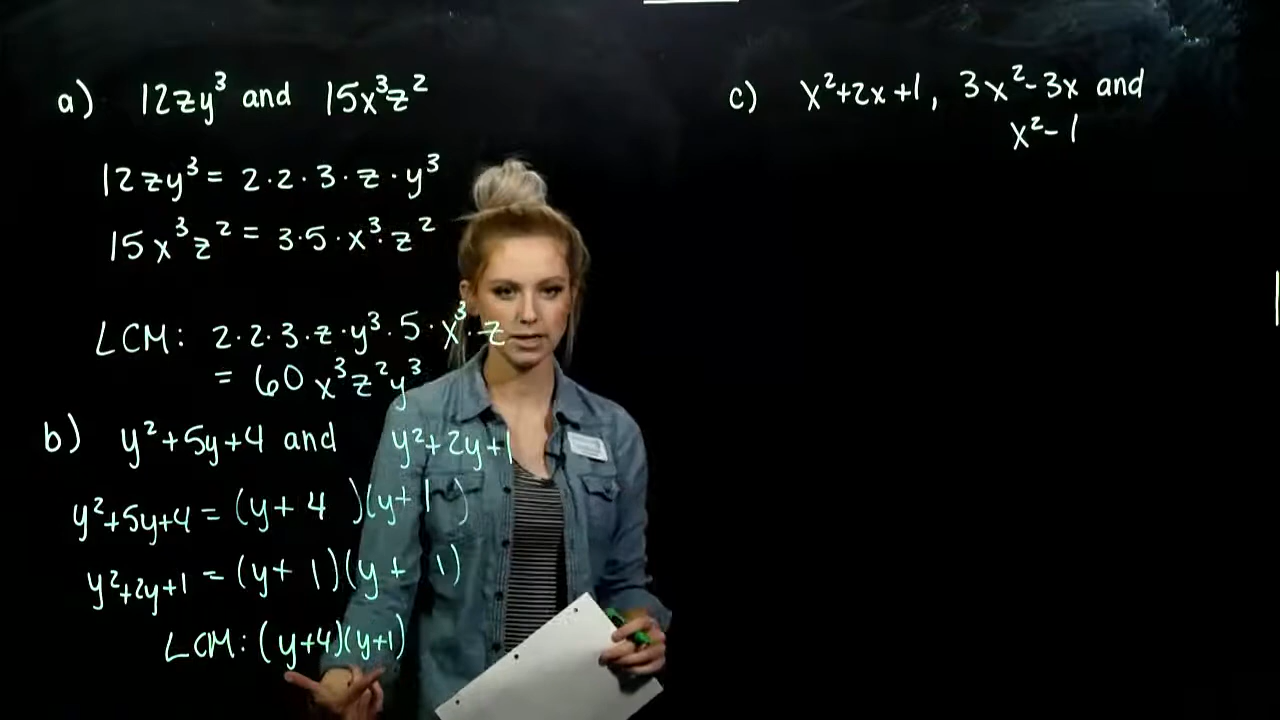 a) 12zy³ and 15x³z²
12zy³ = 2·2·3·z·y³
15x³z² = 3·5·x³·z²
LCM: 2·2·3·z·y³·5·x³·z
= 60x³z²y³
b) y²+5y+4 and y²+2y+1
y²+5y+4 = (y+4)(y+1)
y²+2y+1 = (y+1)(y+1)
LCM: (y+4)(y+1)
c) x²+2x+1, 3x²-3x and
x²-1